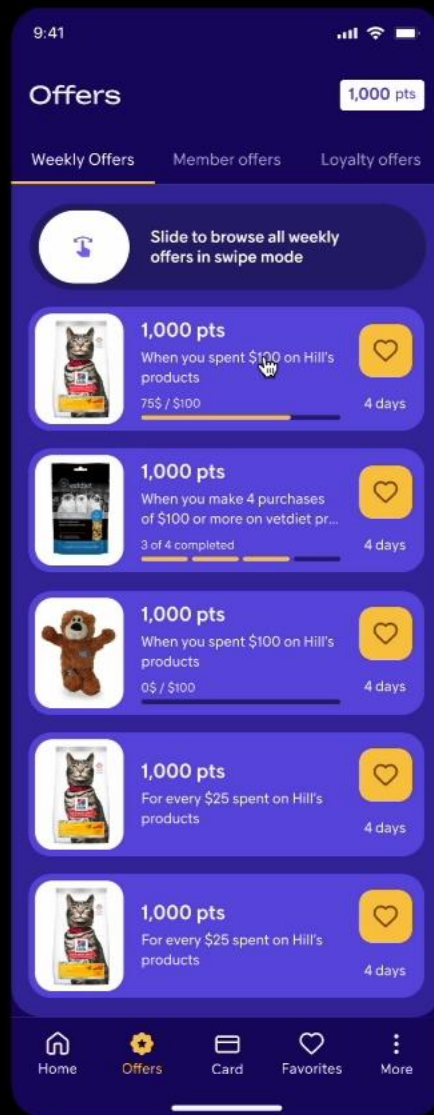 9:41
Offers
1,000 pts
Weekly Offers
Member offers
Loyalty offers
Slide to browse all weekly
offers in swipe mode
1,000 pts
When you spent $100 on Hill's
products
75$ / $100
4 days
1,000 pts
When you make 4 purchases
of $100 or more on vetdiet pr...
3 of 4 completed
4 days
vetdiet
1,000 pts
When you spent $100 on Hill's
products
0$ / $100
4 days
1,000 pts
For every $25 spent on Hill's
products
4 days
1,000 pts
For every $25 spent on Hill's
products
4 days
Home
Offers
Card
Favorites
More